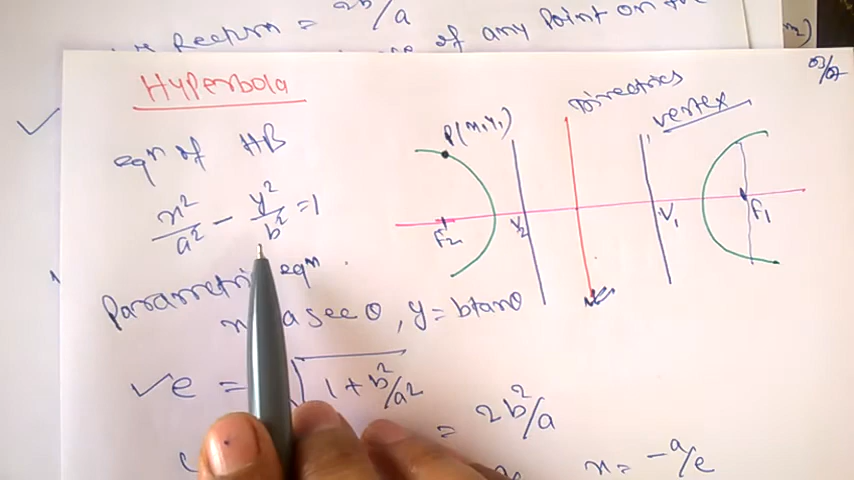 Rectum = 2b²/a
of any point on the
03/07
Hyperbola
eqⁿ of HB
x²/a² - y²/b² = 1
Directrics
vertex
P(x₁,y₁)
F₂
V₂
V₁
F₁
Parametric eqⁿ
a sec θ, y = b tan θ
e = √1 + b²/a²
= 2b²/a
x = -a/e